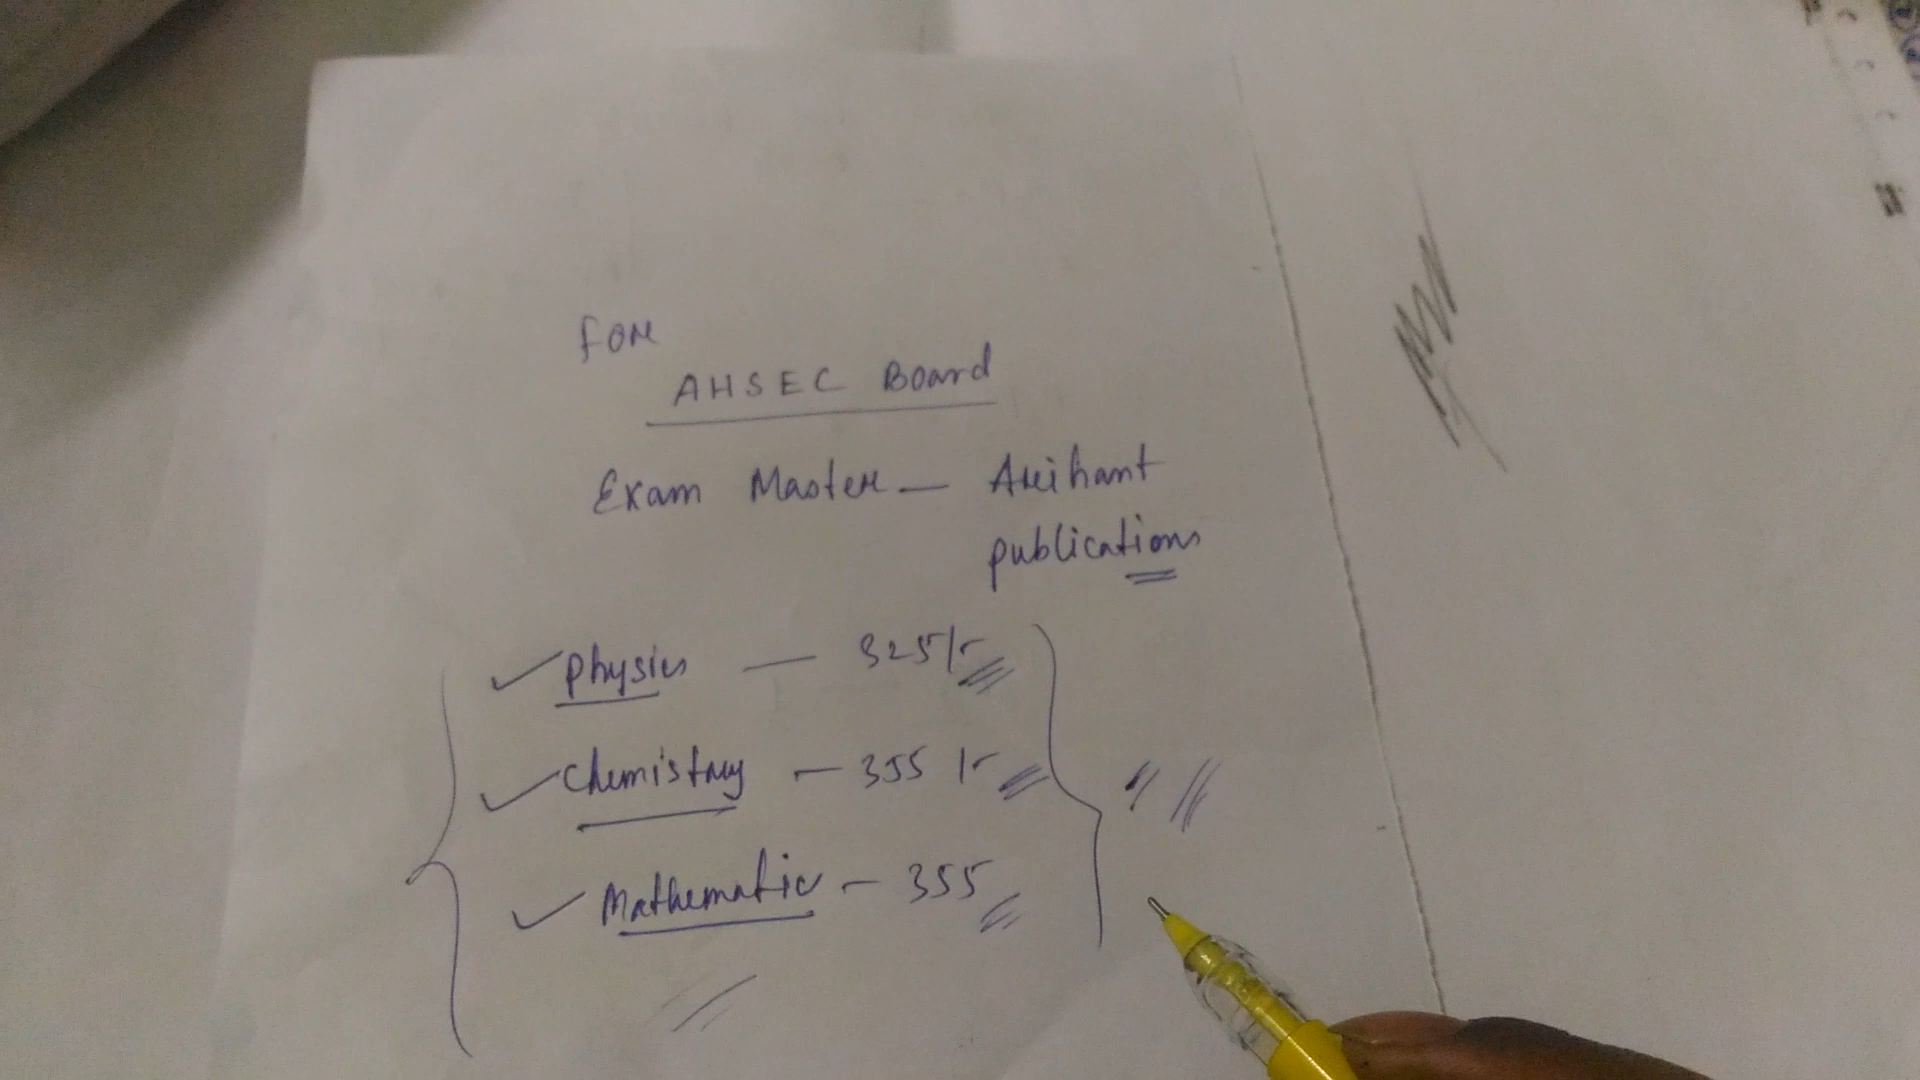 For
AHSEC Board
Exam Master – Arihant
publications
Physics — 325/-
Chemistry – 355/-
Mathematic – 355